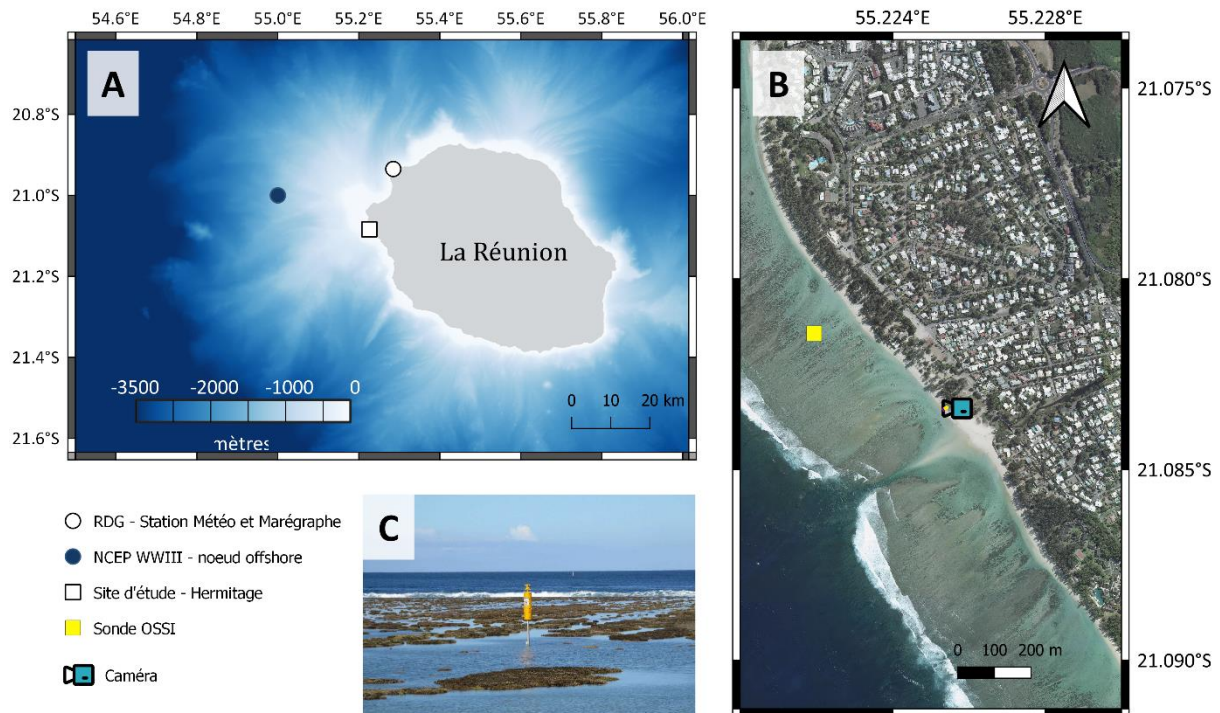 54.6°E 54.8°E 55.0°E 55.2°E 55.4°E 55.6°E 55.8°E 56.0°E
A
20.8°S
21.0°S
21.2°S
21.4°S
21.6°S
La Réunion
-3500 -2000 -1000 0
mètres
0 10 20 km
55.224°E 55.228°E
B
21.075°S
21.080°S
21.085°S
21.090°S
0 100 200 m
RDG - Station Météo et Marégraphe
NCEP WWIII - noeud offshore
Site d'étude - Hermitage
Sonde OSSI
Caméra
C